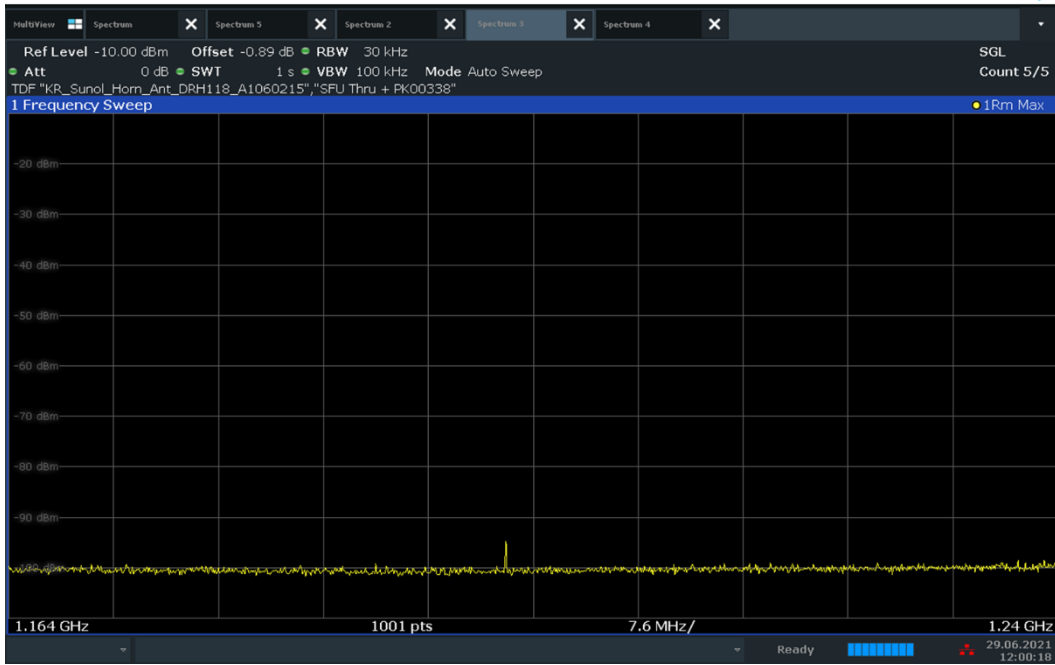 MultiView Spectrum Spectrum 5 Spectrum 2 Spectrum 3 Spectrum 4
Ref Level -10.00 dBm Offset -0.89 dB RBW 30 kHz SGL
Att 0 dB SWT 1 s VBW 100 kHz Mode Auto Sweep Count 5/5
TDF "KR_Sunol_Horn_Ant_DRH118_A1060215","SFU Thru + PK00338"
1 Frequency Sweep 1Rm Max
-20 dBm
-30 dBm
-40 dBm
-50 dBm
-60 dBm
-70 dBm
-80 dBm
-90 dBm
-100 dBm
1.164 GHz 1001 pts 7.6 MHz/ 1.24 GHz
Ready 29.06.2021
12:00:18